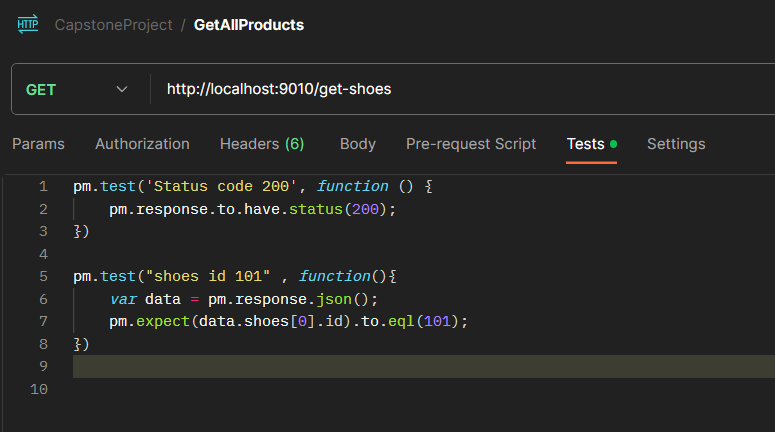 HTTP CapstoneProject / GetAllProducts
GET http://localhost:9010/get-shoes
Params Authorization Headers (6) Body Pre-request Script Tests Settings
1 pm.test('Status code 200', function () {
2 pm.response.to.have.status(200);
3 })
4
5 pm.test("shoes id 101" , function(){
6 var data = pm.response.json();
7 pm.expect(data.shoes[0].id).to.eql(101);
8 })
9
10